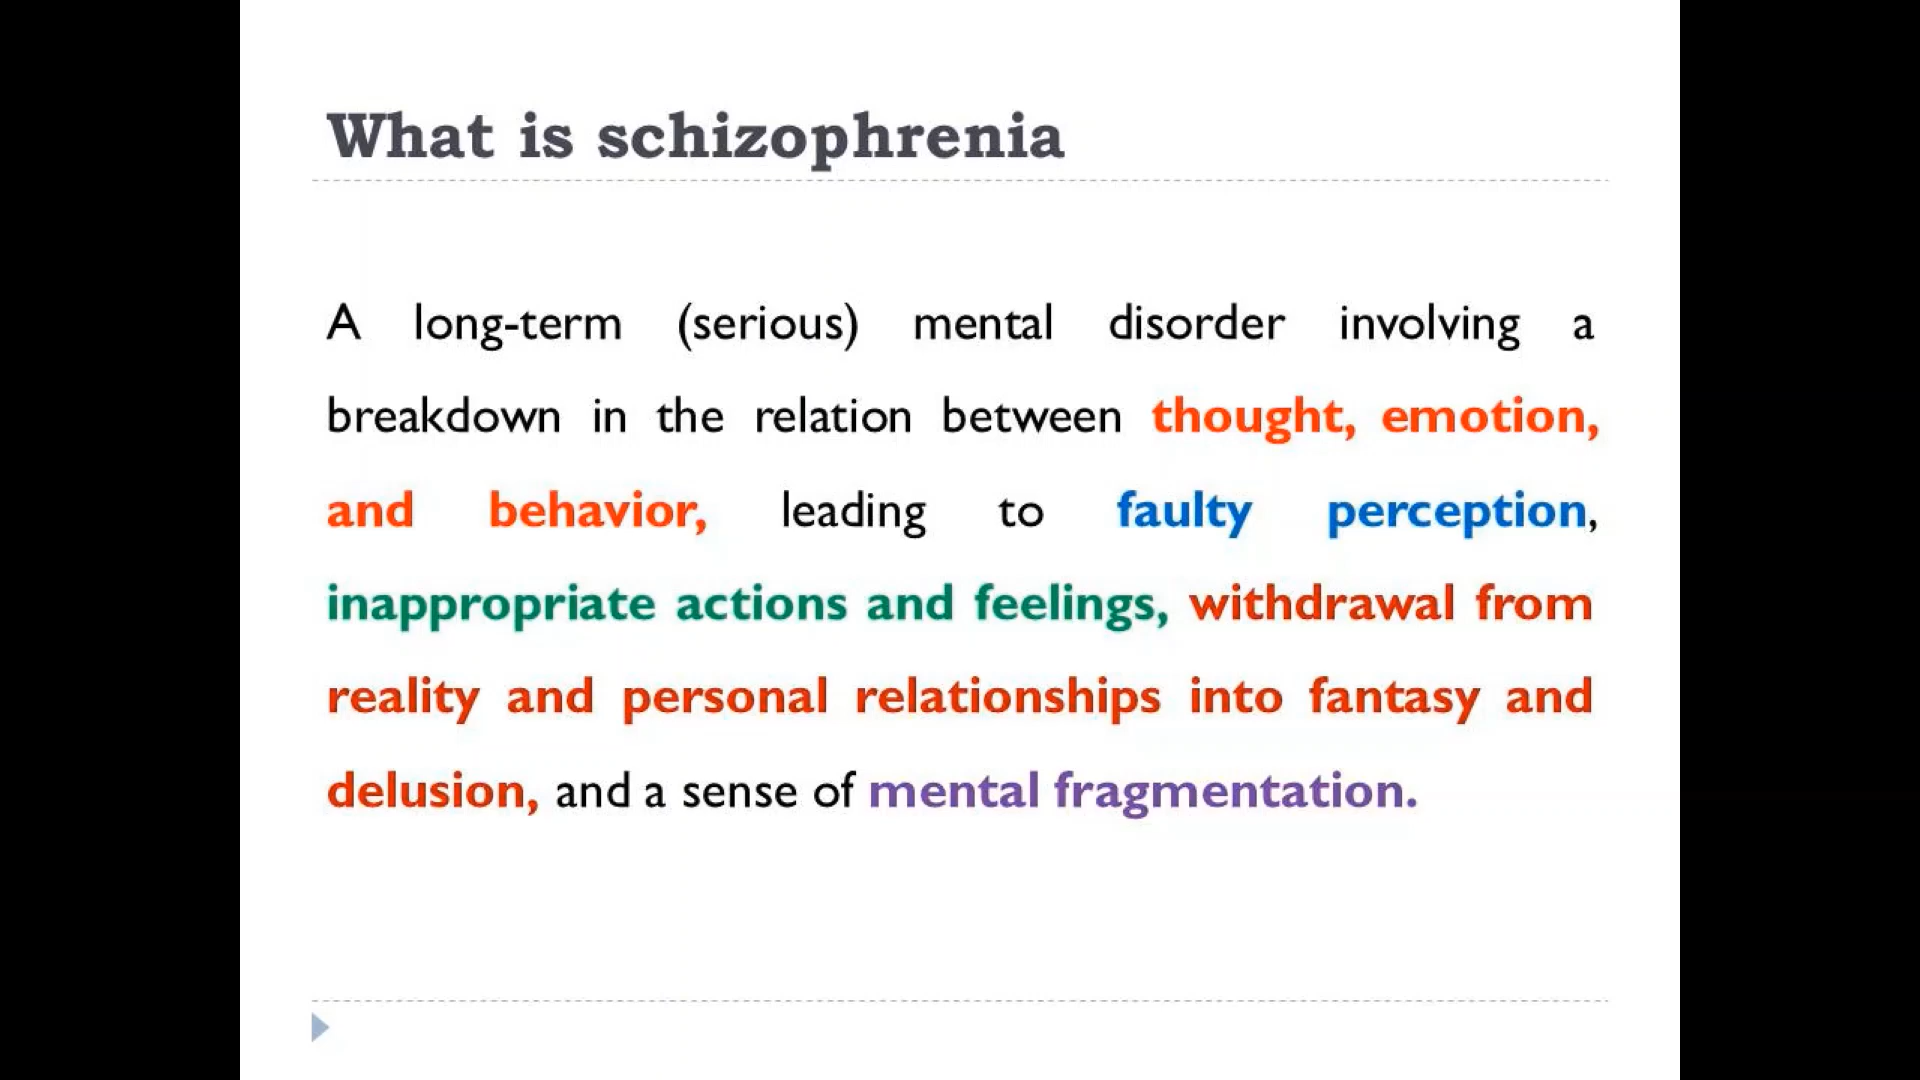 What is schizophrenia
A long-term (serious) mental disorder involving a
breakdown in the relation between thought, emotion,
and behavior, leading to faulty perception,
inappropriate actions and feelings, withdrawal from
reality and personal relationships into fantasy and
delusion, and a sense of mental fragmentation.